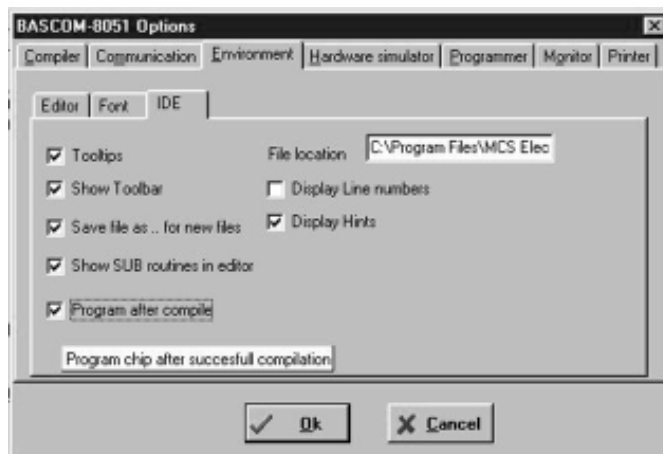 BASCOM-8051 Options
Compiler Communication Environment Hardware simulator Programmer Monitor Printer
Editor Font IDE
Tooltips
File location C:\Program Files\MCS Elec
Show Toolbar
Display Line numbers
Save file as .. for new files
Display Hints
Show SUB routines in editor
Program after compile
Program chip after succesfull compilation
Ok Cancel